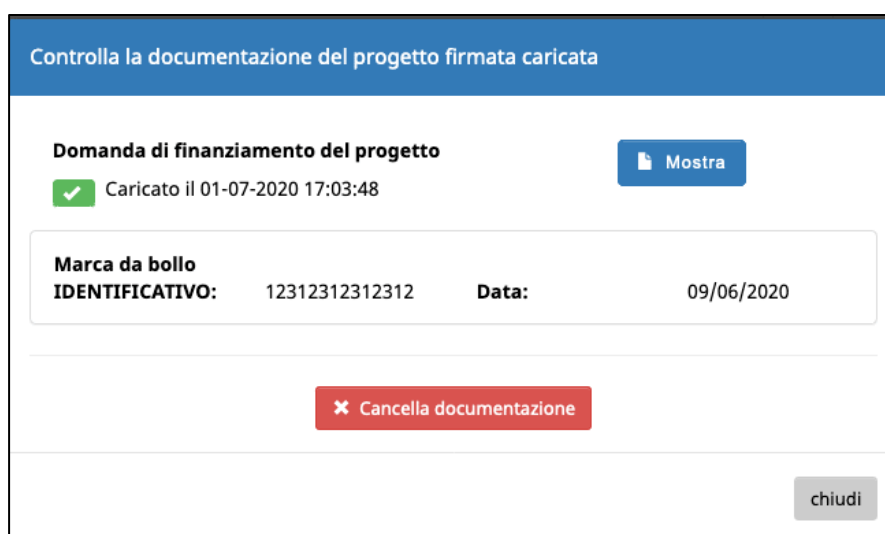 Controlla la documentazione del progetto firmata caricata
Domanda di finanziamento del progetto
Mostra
Caricato il 01-07-2020 17:03:48
Marca da bollo
IDENTIFICATIVO: 12312312312312 Data: 09/06/2020
Cancella documentazione
chiudi